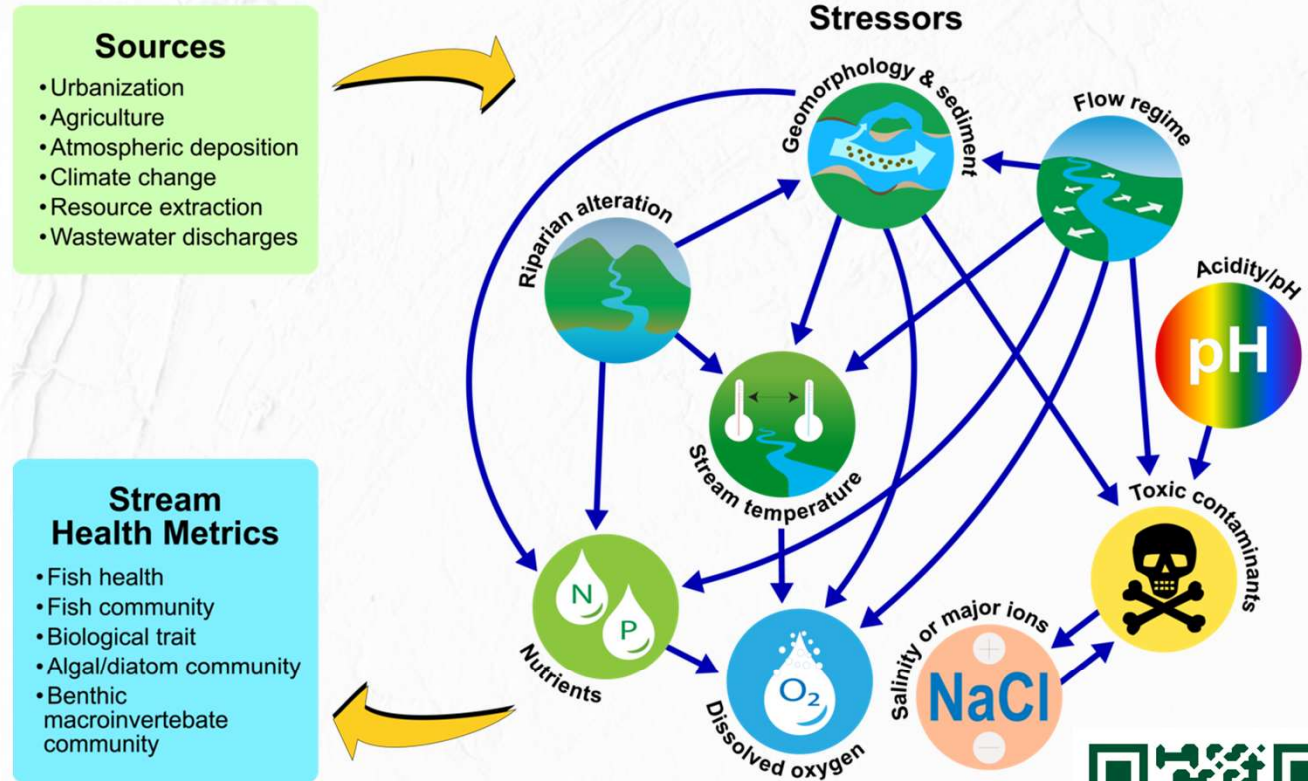 Sources
•Urbanization
•Agriculture
•Atmospheric deposition
•Climate change
•Resource extraction
•Wastewater discharges
Stressors
Geomorphology & sediment
Flow regime
Riparian alteration
Acidity/pH
pH
Stream temperature
Toxic contaminants
N
P
Nutrients
O₂
Dissolved oxygen
Salinity or major ions
+
NaCl
−
Stream
Health Metrics
•Fish health
•Fish community
•Biological trait
•Algal/diatom community
•Benthic
macroinvertebate
community